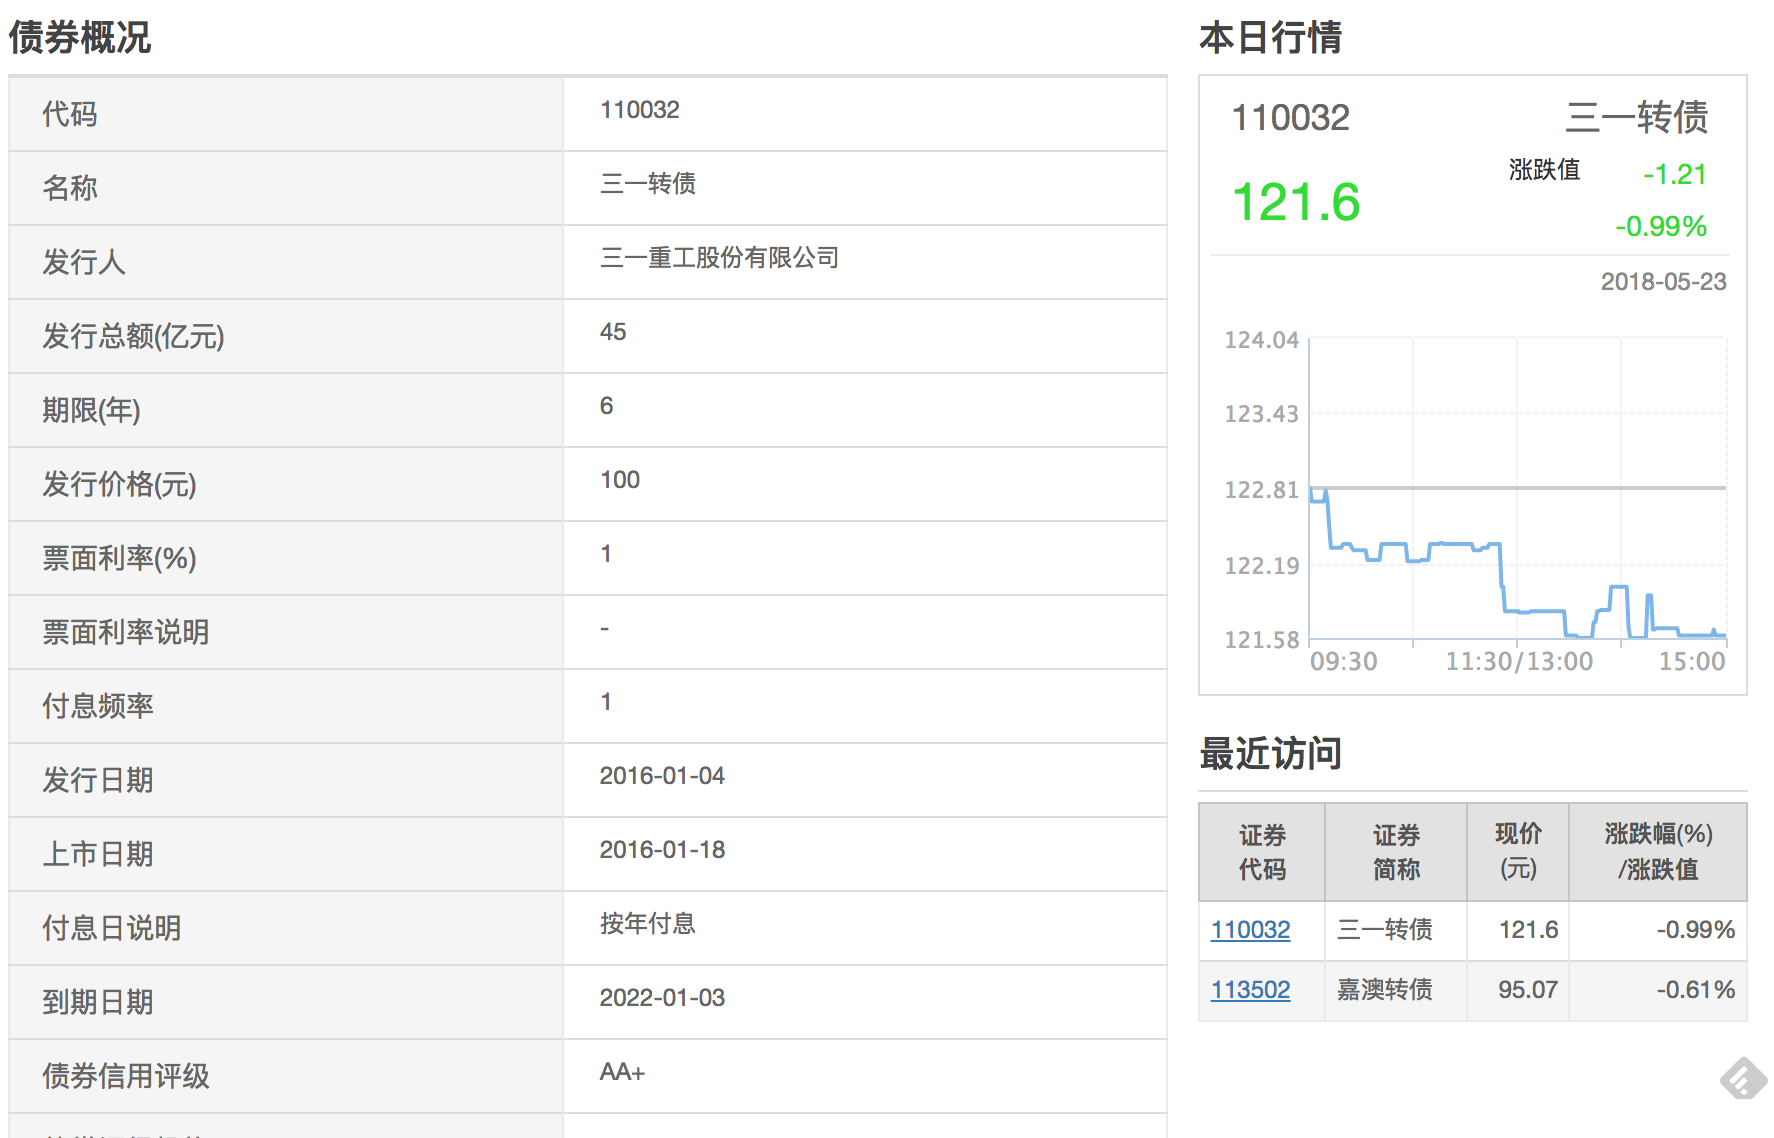 债券概况
代码 110032
名称 三一转债
发行人 三一重工股份有限公司
发行总额(亿元) 45
期限(年) 6
发行价格(元) 100
票面利率(%) 1
票面利率说明 -
付息频率 1
发行日期 2016-01-04
上市日期 2016-01-18
付息日说明 按年付息
到期日期 2022-01-03
债券信用评级 AA+
本日行情
110032 三一转债
121.6 涨跌值 -1.21
-0.99%
2018-05-23
124.04
123.43
122.81
122.19
121.58
09:30 11:30/13:00 15:00
最近访问
证券代码 证券简称 现价(元) 涨跌幅(%)/涨跌值
110032 三一转债 121.6 -0.99%
113502 嘉澳转债 95.07 -0.61%